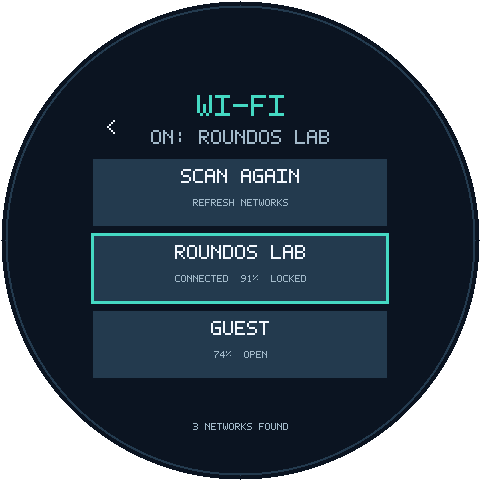 WI-FI
<
ON: ROUNDOS LAB
SCAN AGAIN
REFRESH NETWORKS
ROUNDOS LAB
CONNECTED 91% LOCKED
GUEST
74% OPEN
3 NETWORKS FOUND